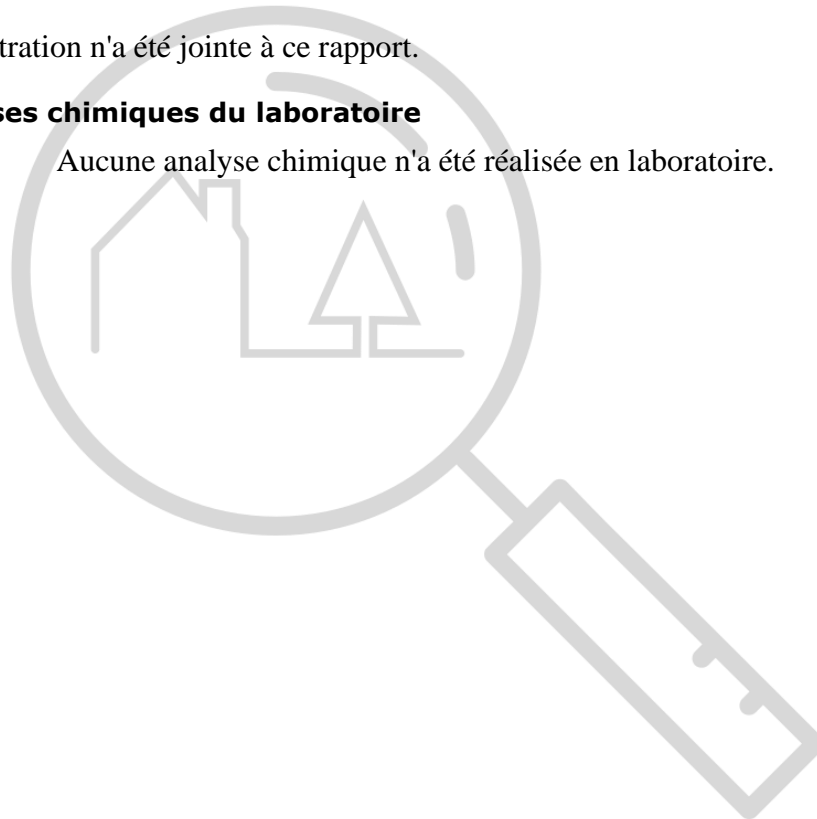 tration n'a été jointe à ce rapport.
ses chimiques du laboratoire
Aucune analyse chimique n'a été réalisée en laboratoire.